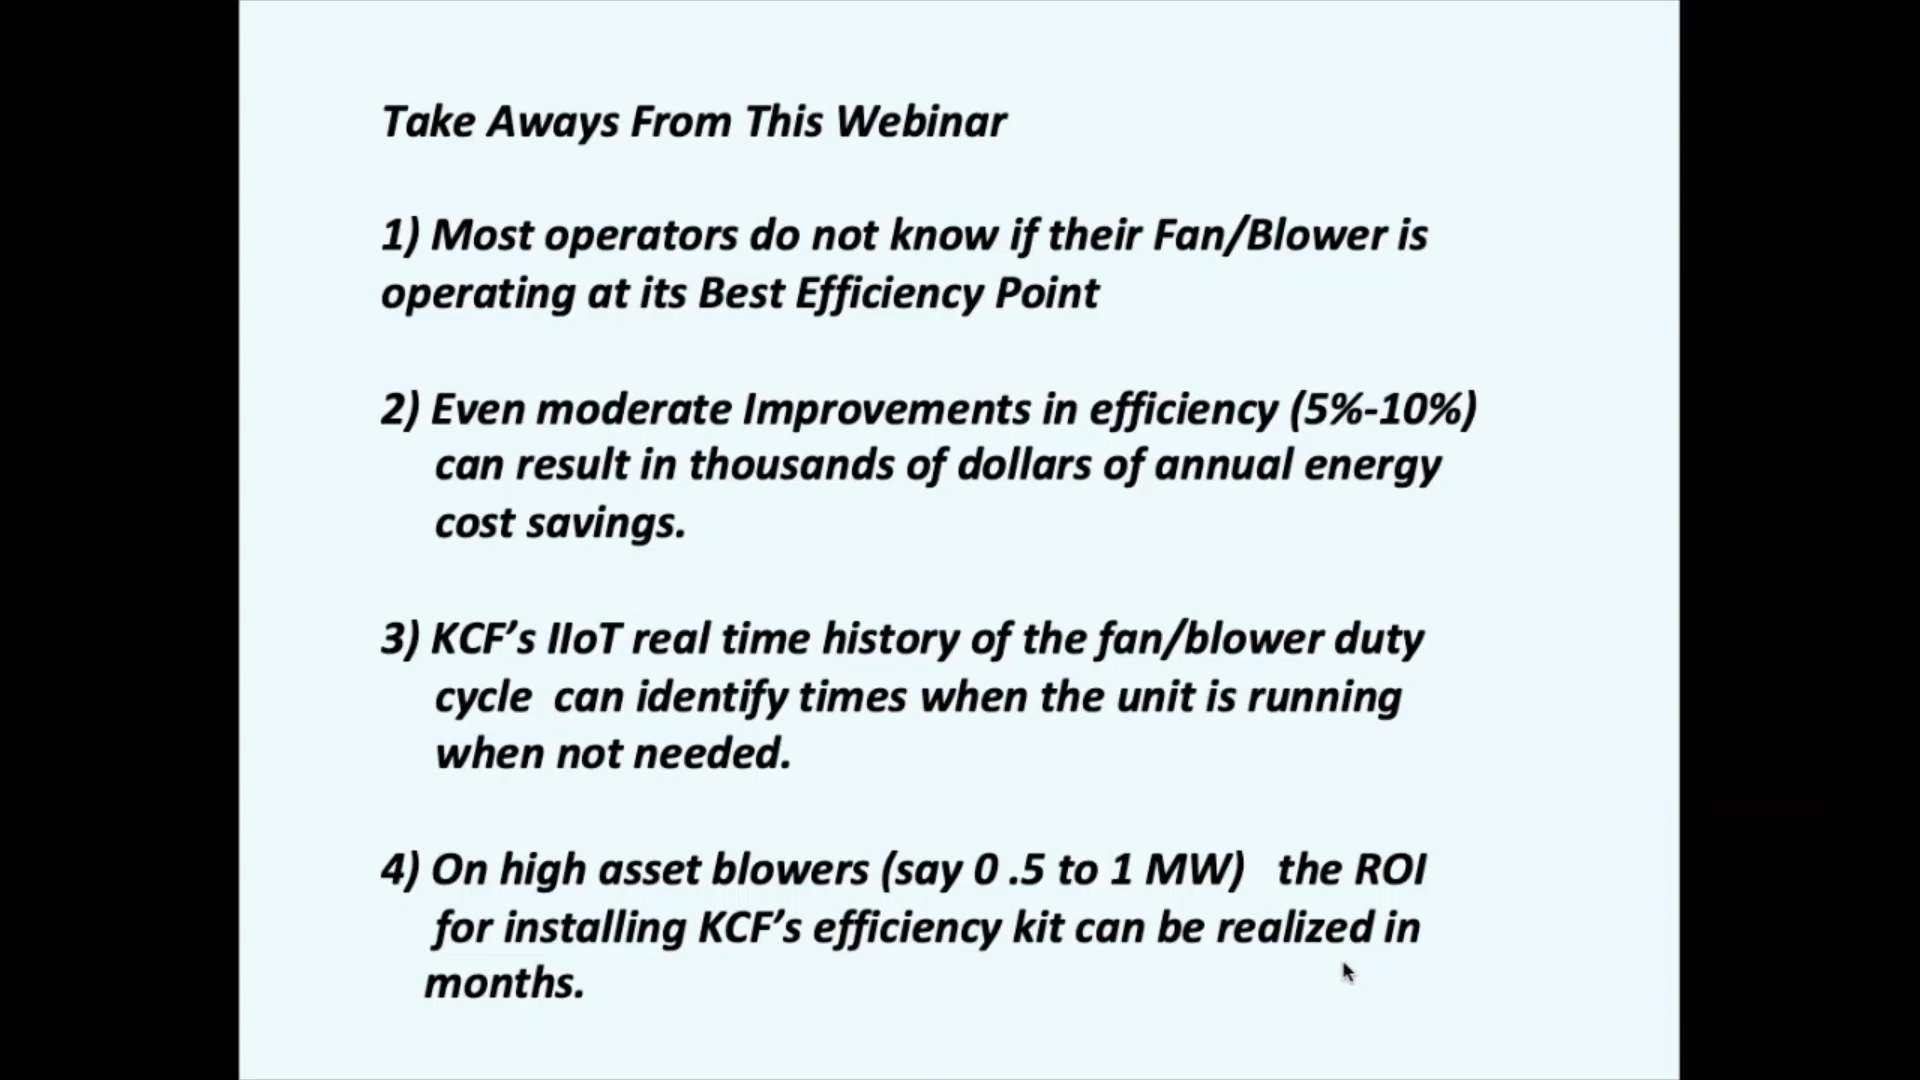 Take Aways From This Webinar
1) Most operators do not know if their Fan/Blower is
operating at its Best Efficiency Point
2) Even moderate Improvements in efficiency (5%-10%)
can result in thousands of dollars of annual energy
cost savings.
3) KCF’s IIoT real time history of the fan/blower duty
cycle  can identify times when the unit is running
when not needed.
4) On high asset blowers (say 0 .5 to 1 MW)   the ROI
for installing KCF’s efficiency kit can be realized in
months.